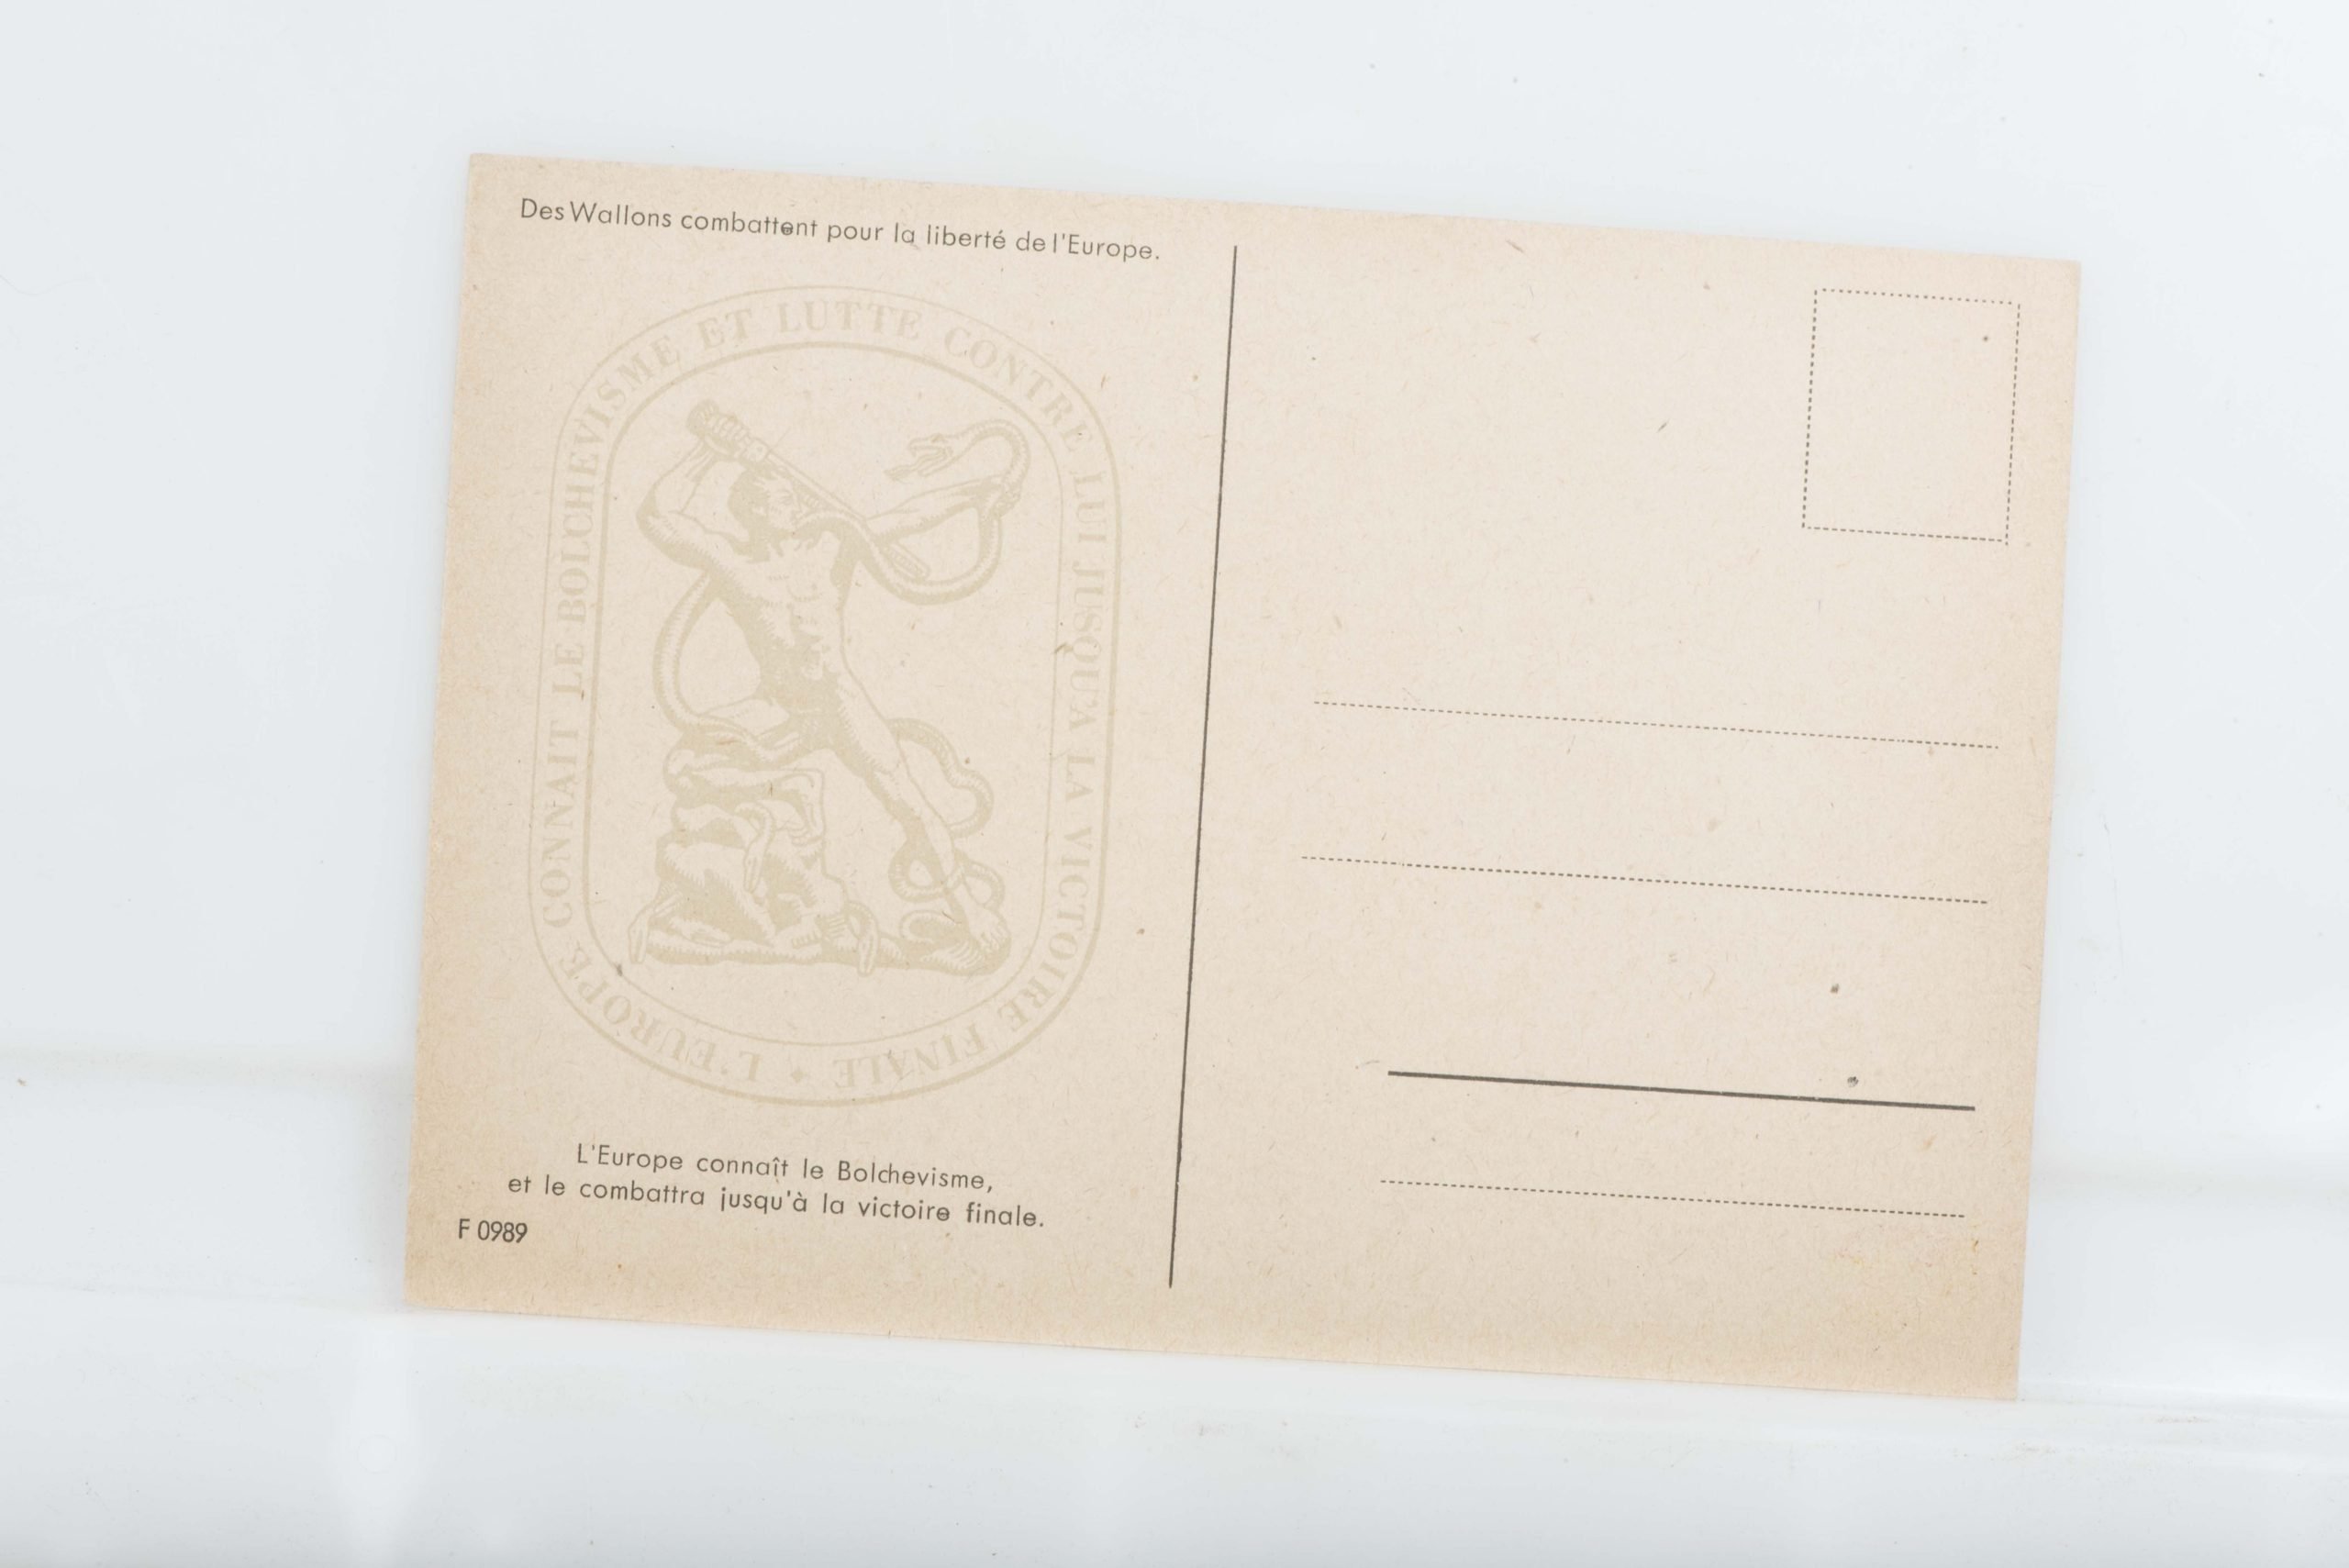 Des Wallons combattent pour la liberté de l'Europe.
L'EUROPE CONNAIT LE BOLCHEVISME ET LUTTE CONTRE LUI JUSQU'A LA VICTOIRE FINALE ✦
L'Europe connaît le Bolchevisme,
et le combattra jusqu'à la victoire finale.
F 0989